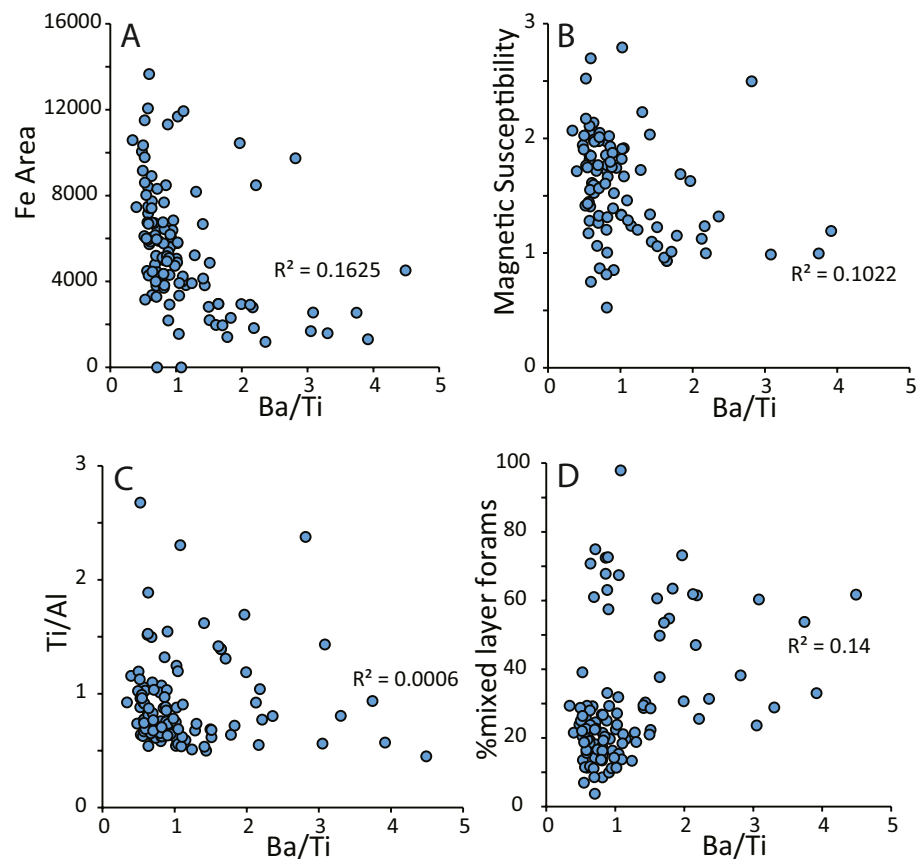 A
Fe Area
16000
12000
8000
4000
0
R² = 0.1625
0 1 2 3 4 5
Ba/Ti
B
Magnetic Susceptibility
3
2
1
0
R² = 0.1022
0 1 2 3 4 5
Ba/Ti
C
Ti/Al
3
2
1
0
R² = 0.0006
0 1 2 3 4 5
Ba/Ti
D
%mixed layer forams
100
80
60
40
20
0
R² = 0.14
0 1 2 3 4 5
Ba/Ti